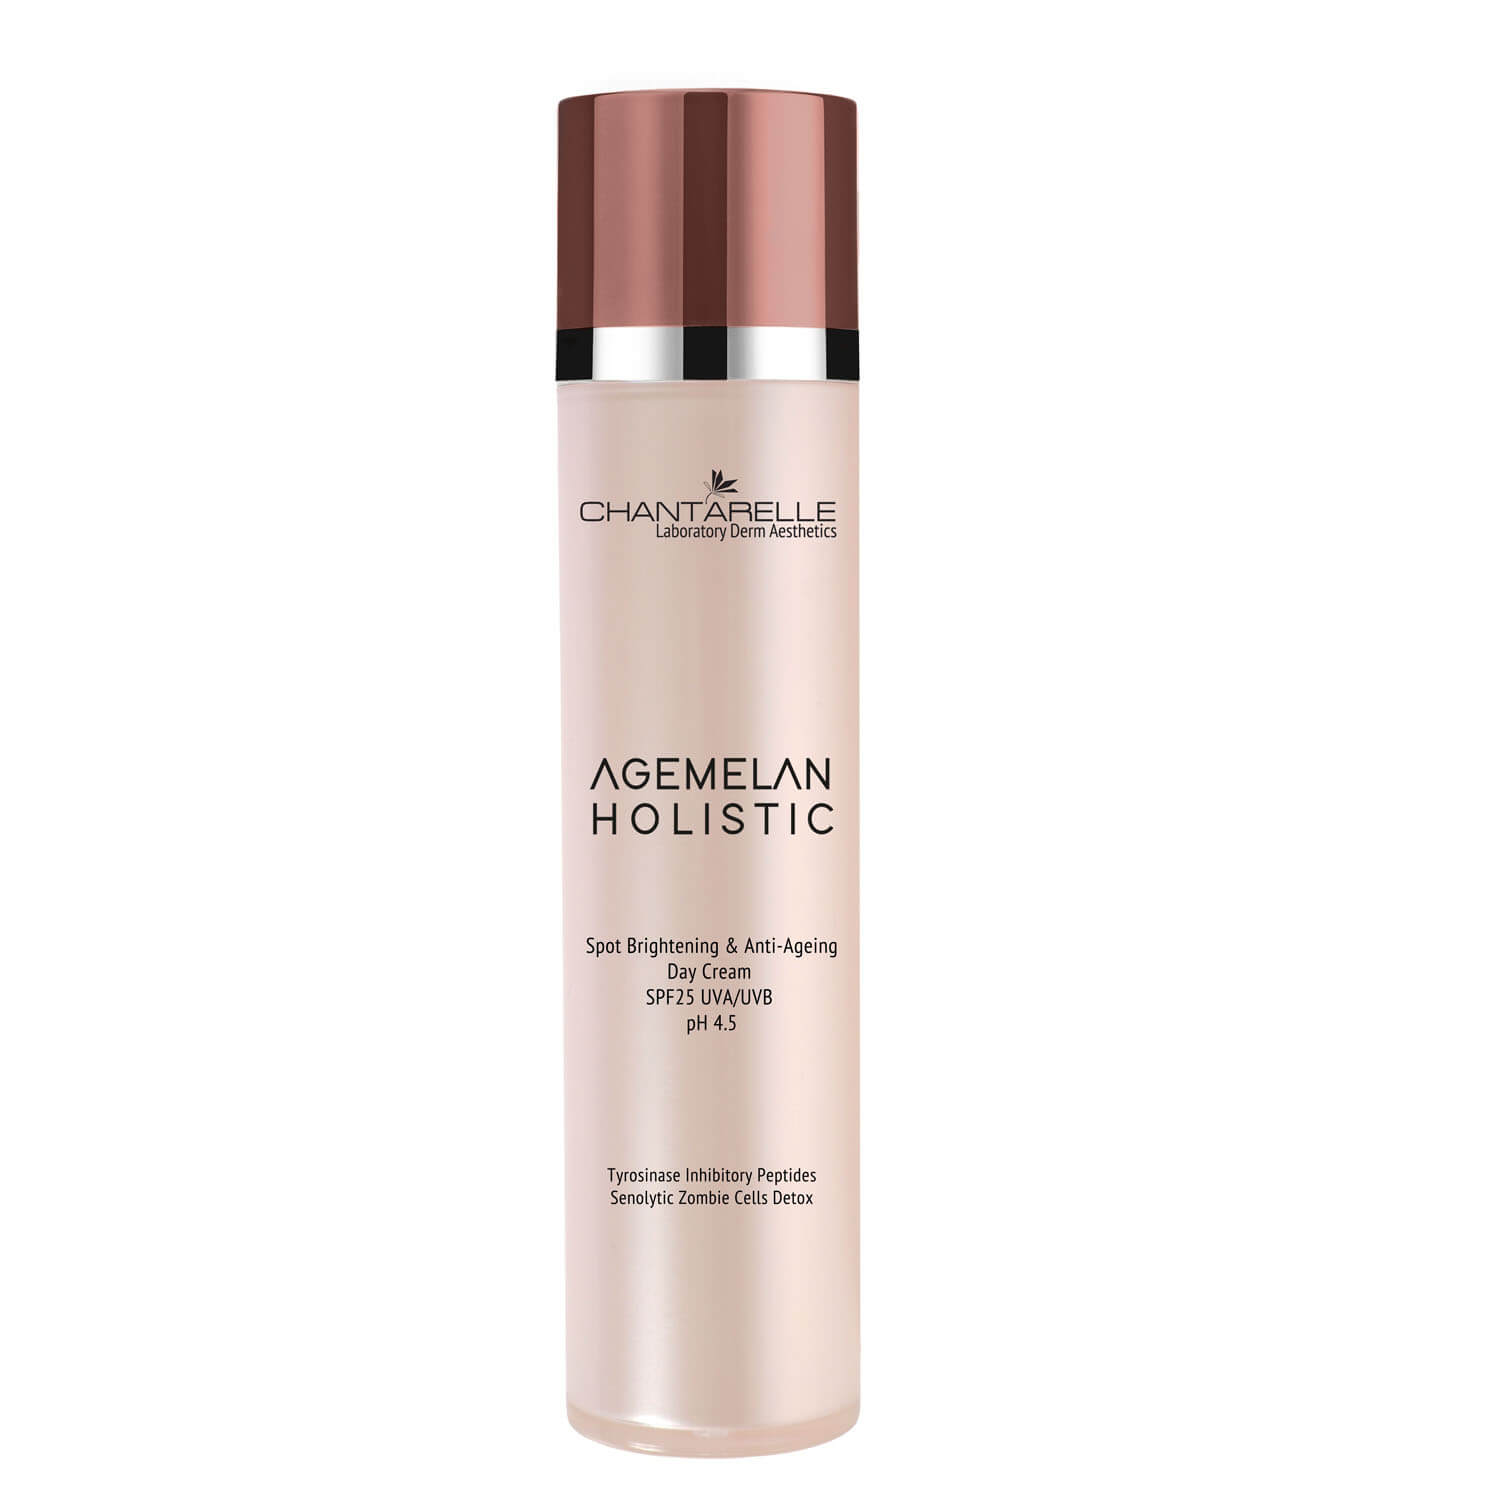 CHANTARELLE
Laboratory Derm Aesthetics
AGEMELAN
HOLISTIC
Spot Brightening & Anti-Ageing
Day Cream
SPF25 UVA/UVB
pH 4.5
Tyrosinase Inhibitory Peptides
Senolytic Zombie Cells Detox